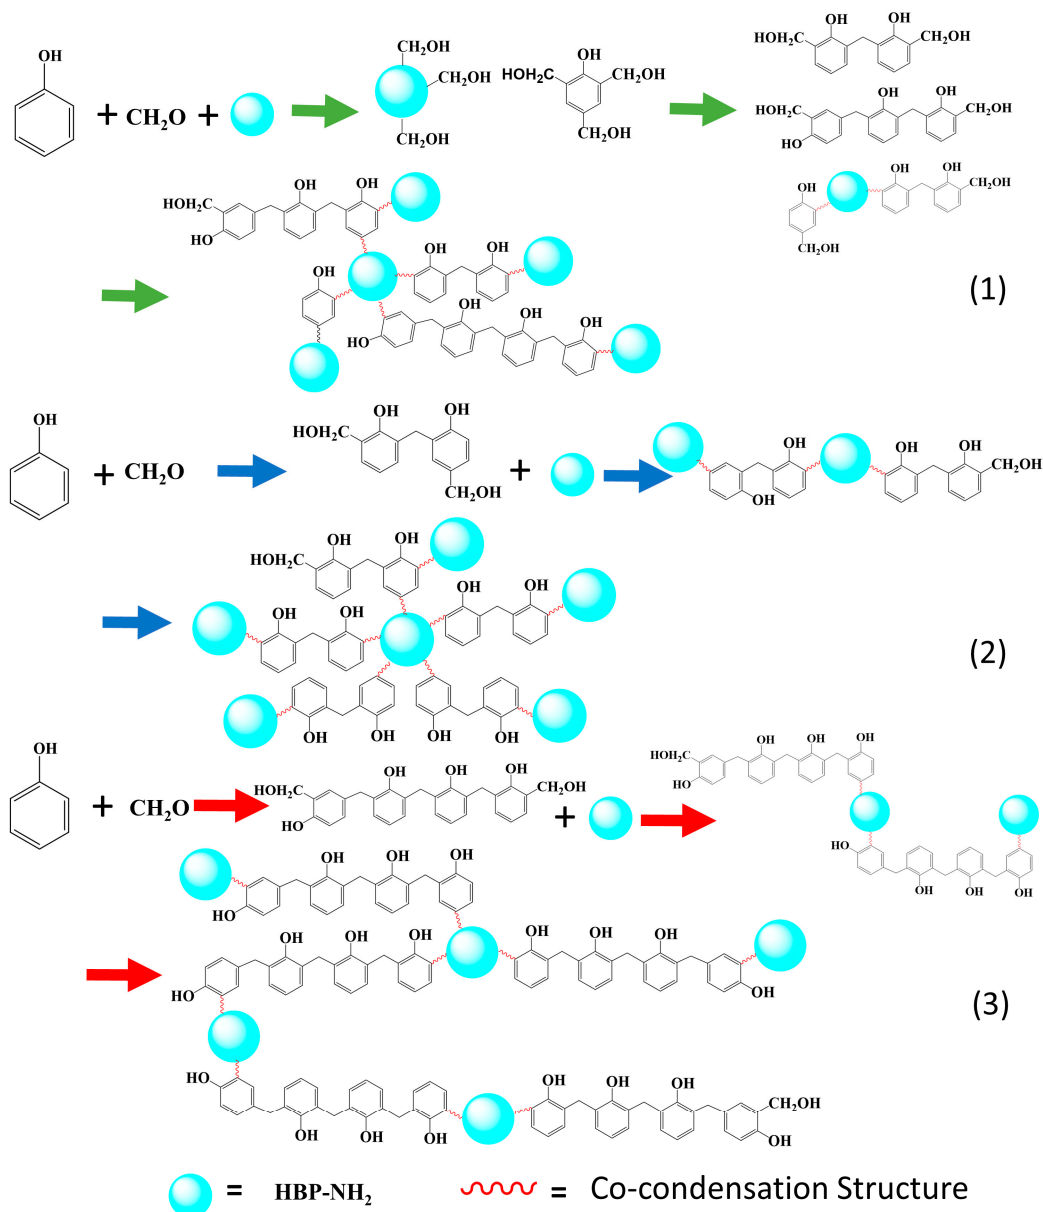 OH
+ CH₂O +
CH₂OH
CH₂OH
CH₂OH
OH
HOH₂C CH₂OH
CH₂OH
OH OH
HOH₂C CH₂OH
OH OH
HOH₂C CH₂OH
HO
OH OH
OH CH₂OH
CH₂OH
OH OH
HOH₂C
HO
OH OH
OH
OH OH OH
OH
(1)
OH
+ CH₂O
OH OH
HOH₂C
CH₂OH
+
OH OH OH
CH₂OH
OH
OH OH
HOH₂C
OH OH OH OH
OH OH OH OH
(2)
OH
+ CH₂O
OH OH OH
HOH₂C CH₂OH
HO
+
OH OH OH
HOH₂C
HO
HO
OH OH OH
OH OH OH
HO
OH OH OH OH OH OH
HO OH
(3)
HO
OH OH OH
OH OH OH
CH₂OH
OH
= HBP-NH₂ = Co-condensation Structure